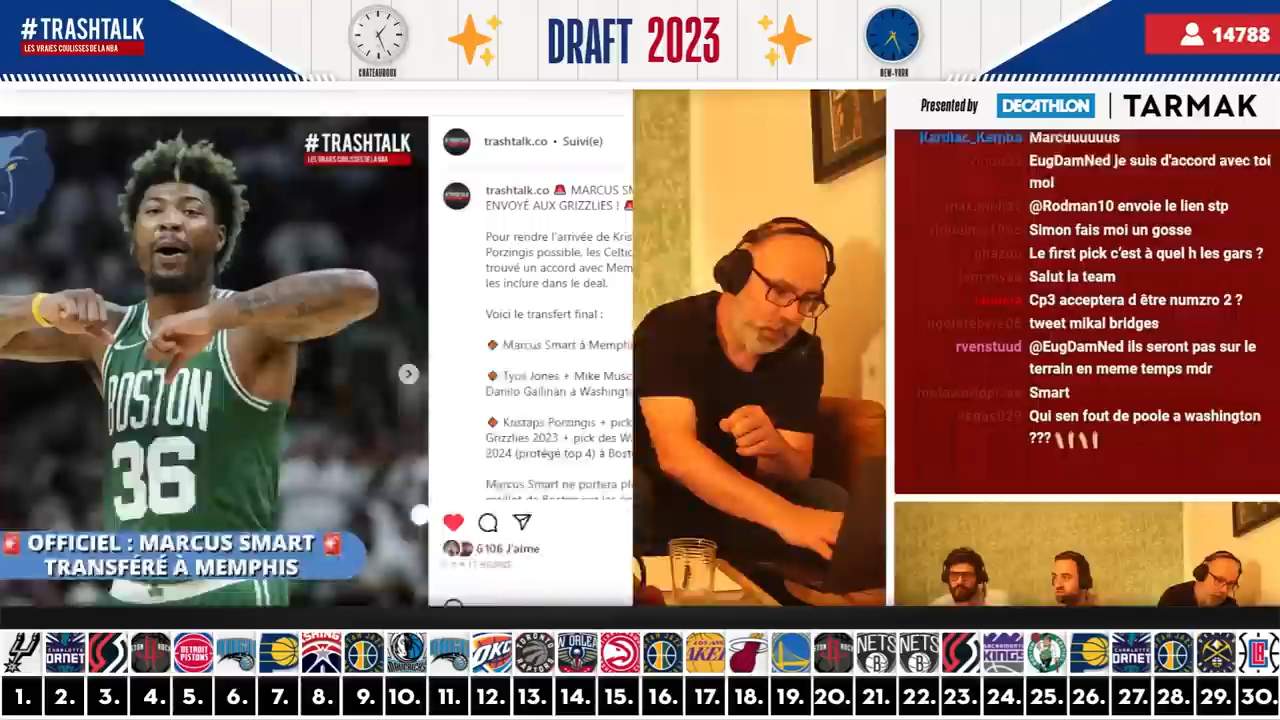 #TRASHTALK
LES VRAIES COULISSES DE LA NBA
CHÂTEAUROUX
DRAFT 2023
NEW-YORK
14788
Presented by DECATHLON | TARMAK
#TRASHTALK
LES VRAIES COULISSES DE LA NBA
BOSTON
36
OFFICIEL : MARCUS SMART
TRANSFÉRÉ À MEMPHIS
trashtalk.co • Suivi(e)
trashtalk.co 🚨 MARCUS SM
ENVOYÉ AUX GRIZZLIES ! 🚨
Pour rendre l'arrivée de Kris
Porzingis possible, les Celtic
trouvé un accord avec Mem
les inclure dans le deal.
Voici le transfert final :
Marcus Smart à Memphi
Tyus Jones + Mike Musc
Danilo Gallinari à Washingt
Kristaps Porzingis + pick
Grizzlies 2023 + pick des W
2024 (protégé top 4) à Bost
Marcus Smart ne portera pl
6106 J'aime
Kardiac_Kemba Marcuuuuuus
EugDamNed je suis d'accord avec toi
moi
@Rodman10 envoie le lien stp
Simon fais moi un gosse
Le first pick c'est à quel h les gars ?
Salut la team
Cp3 acceptera d être numzro 2 ?
tweet mikal bridges
rvenstuud @EugDamNed ils seront pas sur le
terrain en meme temps mdr
Smart
Qui sen fout de poole a washington
???
1. 2. 3. 4. 5. 6. 7. 8. 9. 10. 11. 12. 13. 14. 15. 16. 17. 18. 19. 20. 21. 22. 23. 24. 25. 26. 27. 28. 29. 30.